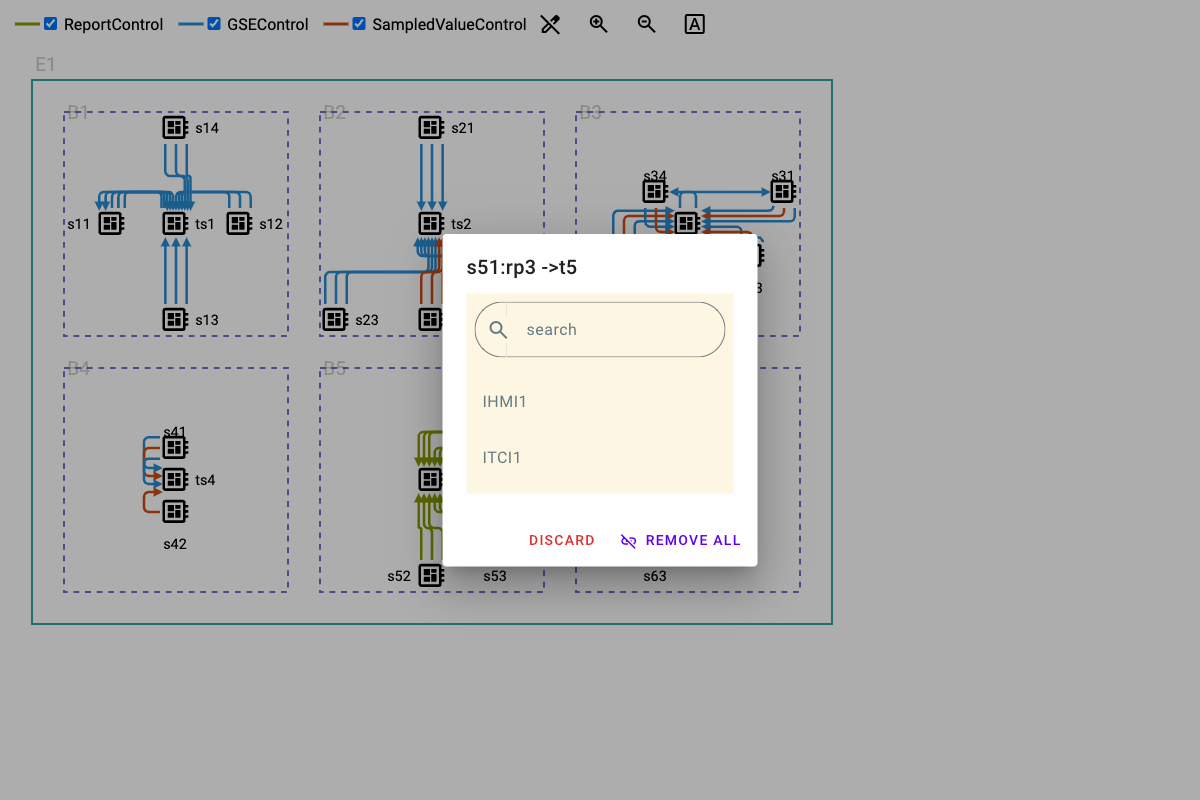 ReportControl GSEControl SampledValueControl A
E1
B1 B2 B3
s14 s21
s34 s31
s11 ts1 s12 ts2
s51:rp3 ->t5
3
search
s13 s23
B4 B5
IHMI1
s41
ITCI1
ts4
s42
DISCARD REMOVE ALL
s52 s53 s63